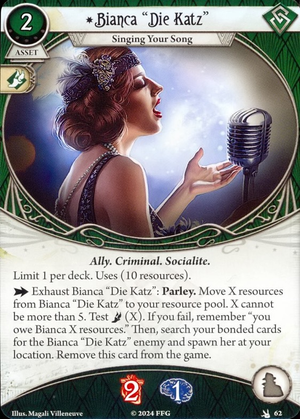 2
*Bianca "Die Katz"
ASSET
Singing Your Song
Ally. Criminal. Socialite.
Limit 1 per deck. Uses (10 resources).
Exhaust Bianca "Die Katz": Parley. Move X resources
from Bianca "Die Katz" to your resource pool. X cannot
be more than 5. Test (X). If you fail, remember "you
owe Bianca X resources." Then, search your bonded cards
for the Bianca "Die Katz" enemy and spawn her at your
location. Remove this card from the game.
2 1
Illus. Magali Villeneuve © 2024 FFG 62